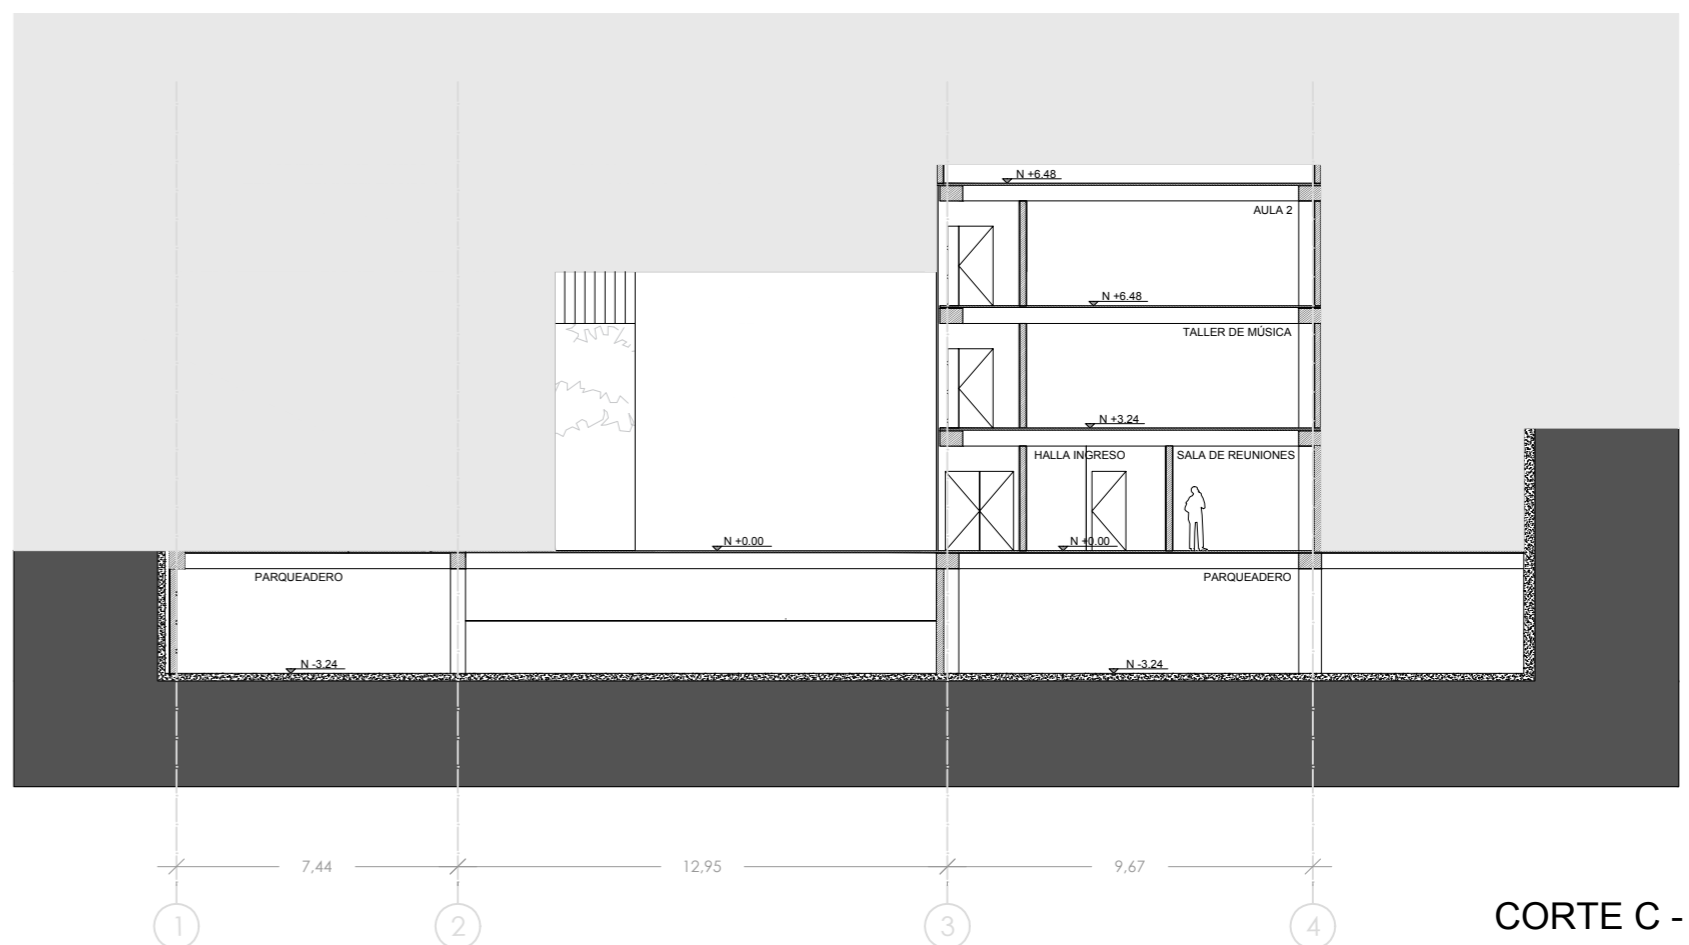 N +6.48
AULA 2
N +6.48
TALLER DE MÚSICA
N +3.24
HALLA INGRESO
SALA DE REUNIONES
N +0.00
N +0.00
PARQUEADERO
PARQUEADERO
N -3.24
N -3.24
7,44
12,95
9,67
1
2
3
4
CORTE C -